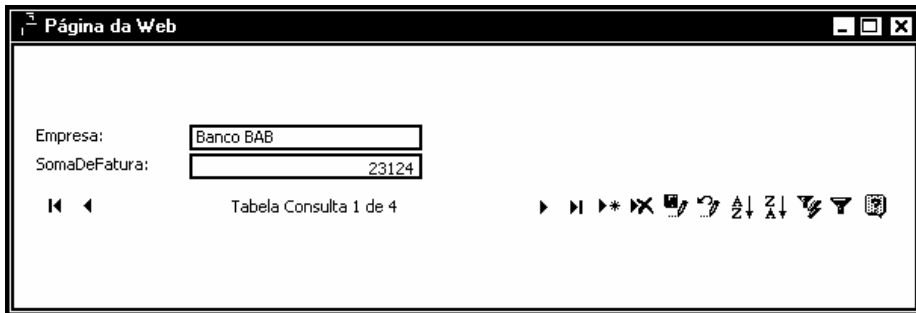 Página da Web
Empresa: Banco BAB
SomaDeFatura: 23124
Tabela Consulta 1 de 4